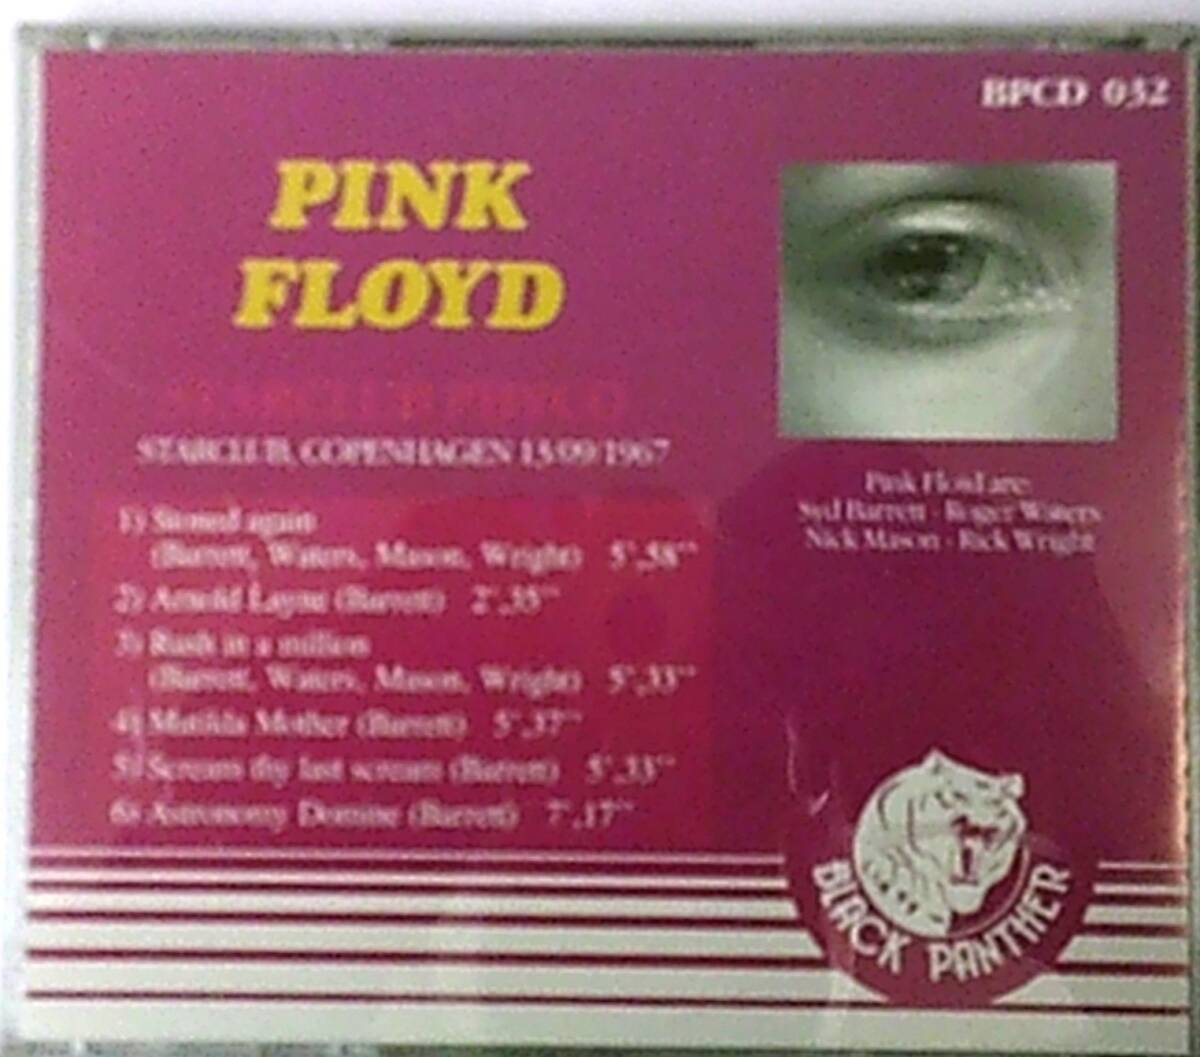 BPCD 032
PINK
FLOYD
STARCLUB, COPENHAGEN 13/09/1967
1) Stoned again
(Barrett, Waters, Mason, Wright) 5',58''
2) Arnold Layne (Barrett) 2',35''
3) Rush in a million
(Barrett, Waters, Mason, Wright) 5',33''
4) Matilda Mother (Barrett) 5',37''
5) Scream thy last scream (Barrett) 5',33''
6) Astronomy Domine (Barrett) 7',17''
Pink Floyd are:
Syd Barrett - Roger Waters
Nick Mason - Rick Wright
BLACK PANTHER